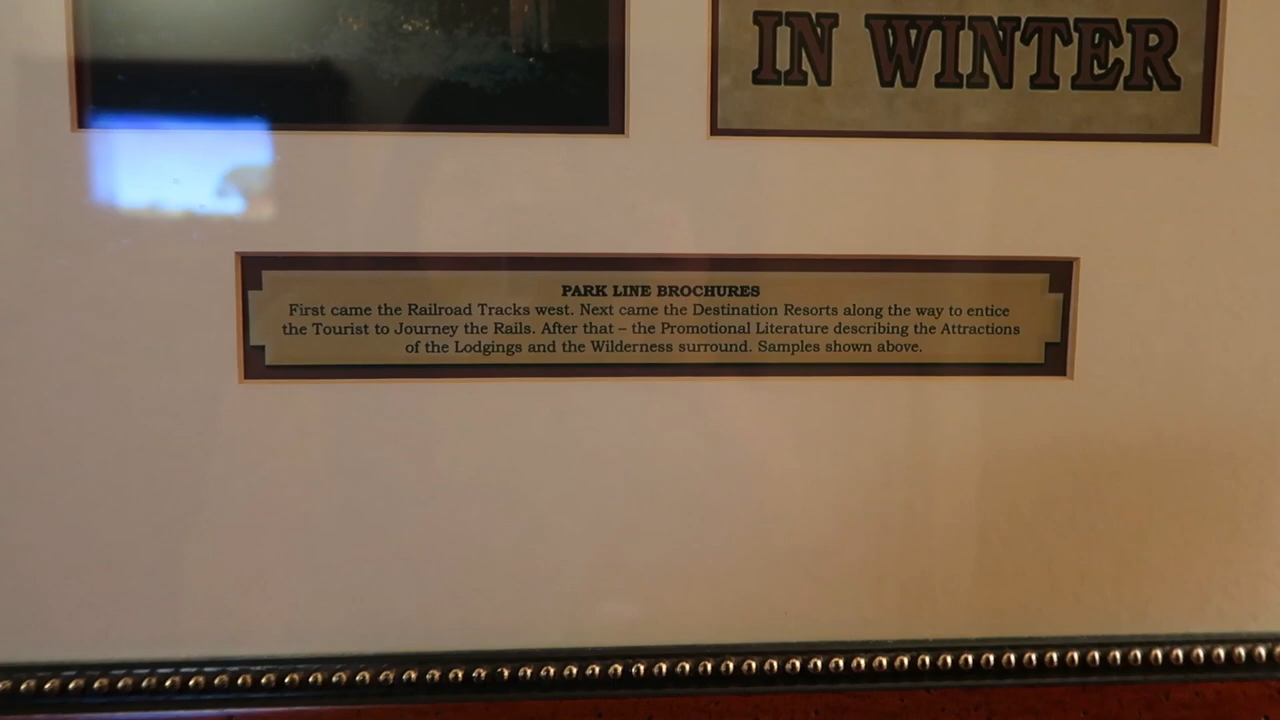 IN WINTER
PARK LINE BROCHURES
First came the Railroad Tracks west. Next came the Destination Resorts along the way to entice
the Tourist to Journey the Rails. After that – the Promotional Literature describing the Attractions
of the Lodgings and the Wilderness surround. Samples shown above.